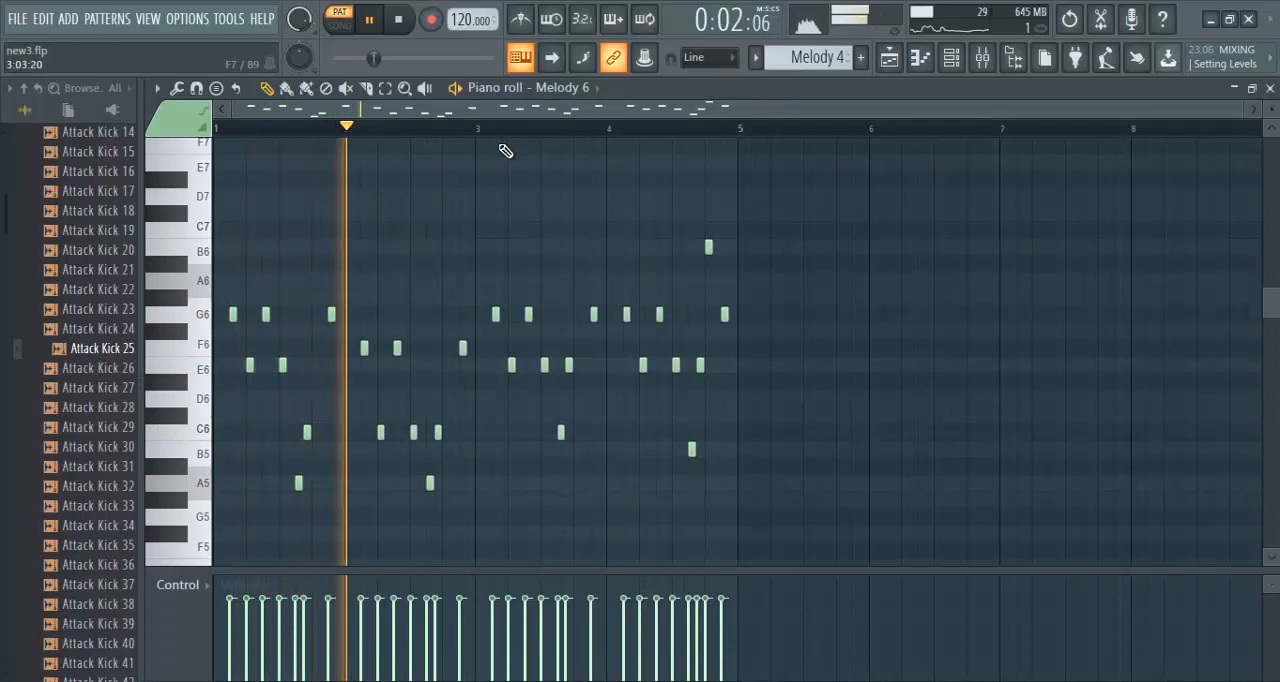 FILE EDIT ADD PATTERNS VIEW OPTIONS TOOLS HELP
PAT
SONG
120.000
3.2.
0:02:06
M:S:CS
29
645 MB
1
new3.flp
3:03:20
F7 / 89
Line
Melody 4
23.06 MIXING
Setting Levels
Browse.. All
Piano roll - Melody 6
1 3 4 5 6 7 8
Attack Kick 14
Attack Kick 15
Attack Kick 16
Attack Kick 17
Attack Kick 18
Attack Kick 19
Attack Kick 20
Attack Kick 21
Attack Kick 22
Attack Kick 23
Attack Kick 24
Attack Kick 25
Attack Kick 26
Attack Kick 27
Attack Kick 28
Attack Kick 29
Attack Kick 30
Attack Kick 31
Attack Kick 32
Attack Kick 33
Attack Kick 34
Attack Kick 35
Attack Kick 36
Attack Kick 37
Attack Kick 38
Attack Kick 39
Attack Kick 40
Attack Kick 41
F7
E7
D7
C7
B6
A6
G6
F6
E6
D6
C6
B5
A5
G5
F5
Control